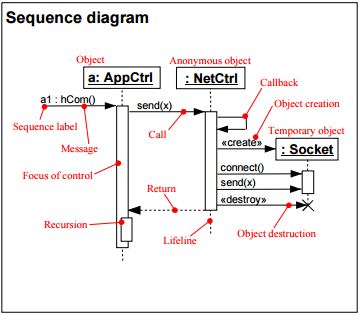 Sequence diagram
Object
Anonymous object
a: AppCtrl
: NetCtrl
Callback
a1 : hCom()
send(x)
Object creation
Sequence label
Call
Temporary object
Message
«create»
: Socket
Focus of control
connect()
Return
send(x)
«destroy»
Recursion
Lifeline
Object destruction